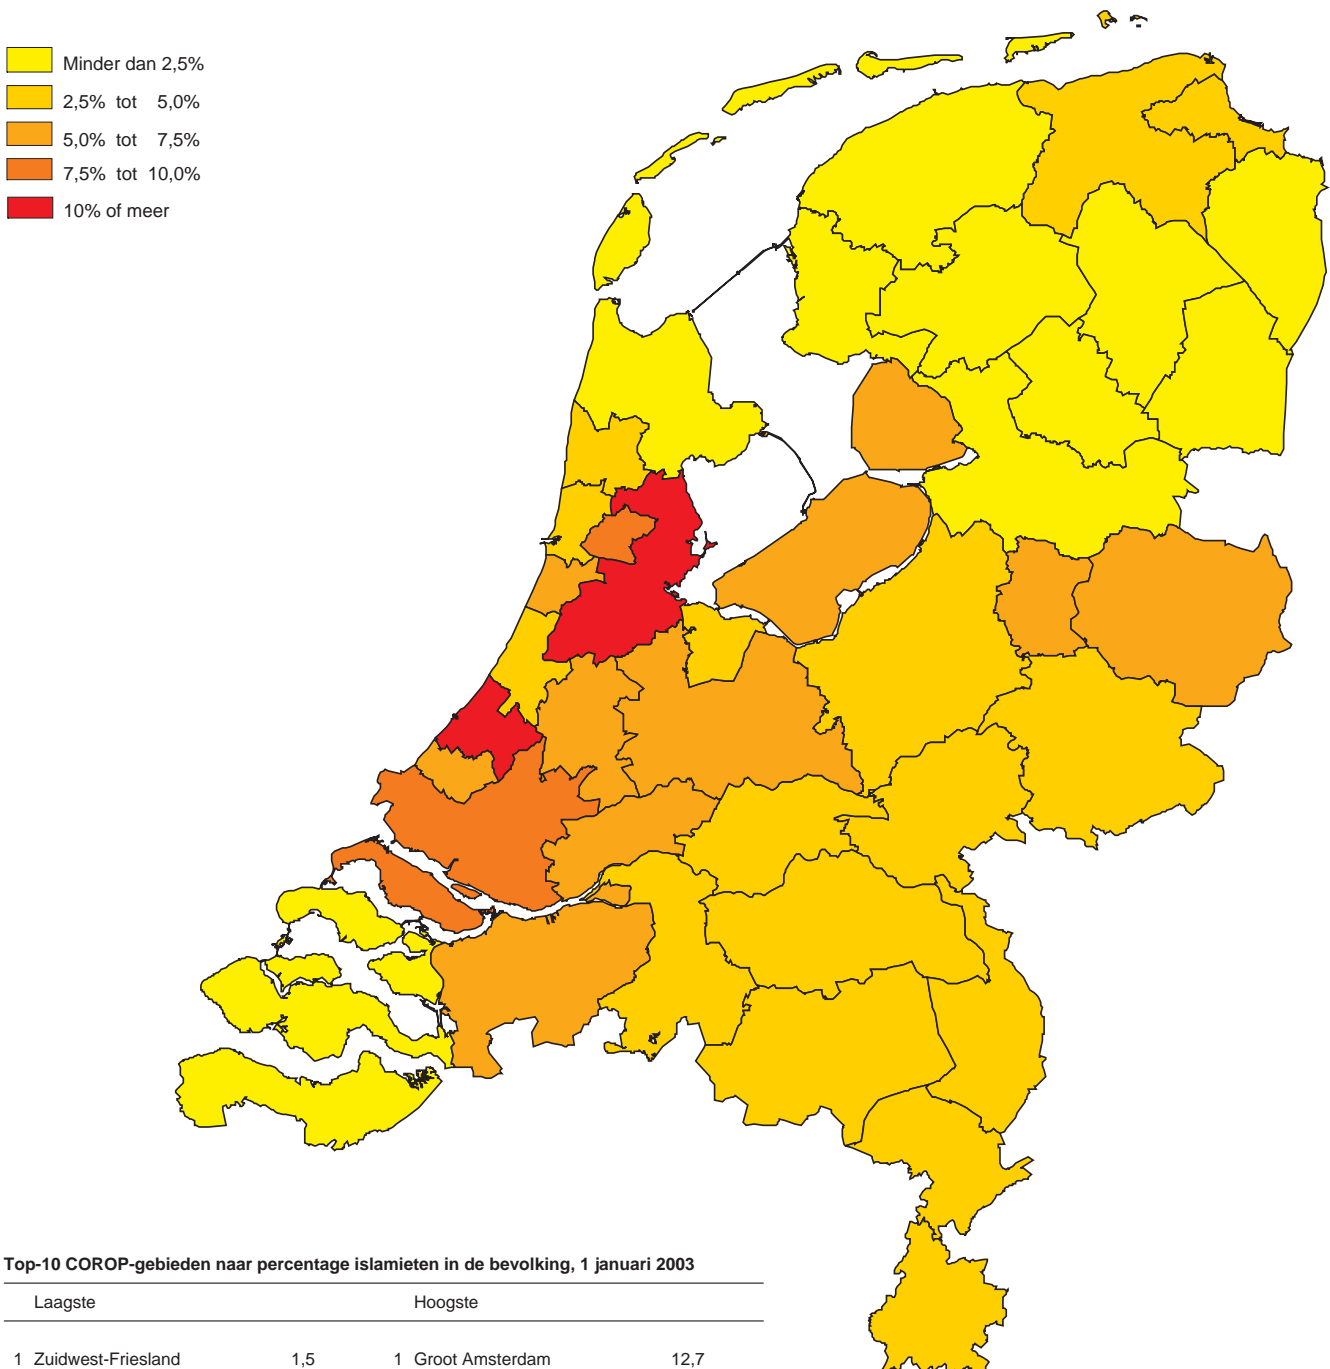 Minder dan 2,5%
2,5% tot 5,0%
5,0% tot 7,5%
7,5% tot 10,0%
10% of meer
Top-10 COROP-gebieden naar percentage islamieten in de bevolking, 1 januari 2003
Laagste Hoogste
1 Zuidwest-Friesland 1,5 1 Groot Amsterdam 12,7